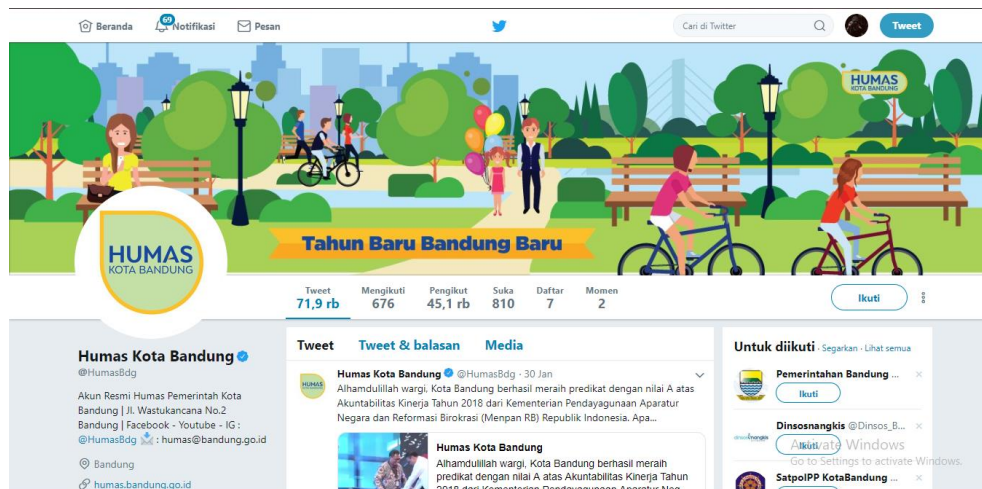 Beranda
69
Notifikasi
Pesan
Cari di Twitter
Tweet
HUMAS
KOTA BANDUNG
Tahun Baru Bandung Baru
HUMAS
KOTA BANDUNG
Tweet
71,9 rb
Mengikuti
676
Pengikut
45,1 rb
Suka
810
Daftar
7
Momen
2
Ikuti
Humas Kota Bandung
@HumasBdg
Akun Resmi Humas Pemerintah Kota
Bandung | Jl. Wastukancana No.2
Bandung | Facebook - Youtube - IG :
@HumasBdg : humas@bandung.go.id
Bandung
humas.bandung.go.id
Tweet
Tweet & balasan
Media
HUMAS
Humas Kota Bandung @HumasBdg · 30 Jan
Alhamdulillah wargi, Kota Bandung berhasil meraih predikat dengan nilai A atas
Akuntabilitas Kinerja Tahun 2018 dari Kementerian Pendayagunaan Aparatur
Negara dan Reformasi Birokrasi (Menpan RB) Republik Indonesia. Apa...
Humas Kota Bandung
Alhamdulillah wargi, Kota Bandung berhasil meraih
predikat dengan nilai A atas Akuntabilitas Kinerja Tahun
2018 dari Kementerian Pendayagunaan Aparatur Neg
Untuk diikuti · Segarkan · Lihat semua
Pemerintahan Bandung ...
Ikuti
Dinsosnangkis @Dinsos_B...
Ikuti
Activate Windows
Go to Settings to activate Windows.
SatpolPP KotaBandung ...